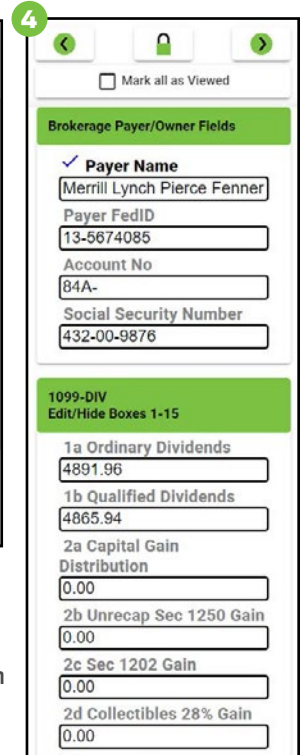 4
Mark all as Viewed
Brokerage Payer/Owner Fields
Payer Name
Merrill Lynch Pierce Fenner
Payer FedID
13-5674085
Account No
84A-
Social Security Number
432-00-9876
1099-DIV
Edit/Hide Boxes 1-15
1a Ordinary Dividends
4891.96
1b Qualified Dividends
4865.94
2a Capital Gain
Distribution
0.00
2b Unrecap Sec 1250 Gain
0.00
2c Sec 1202 Gain
0.00
2d Collectibles 28% Gain
0.00